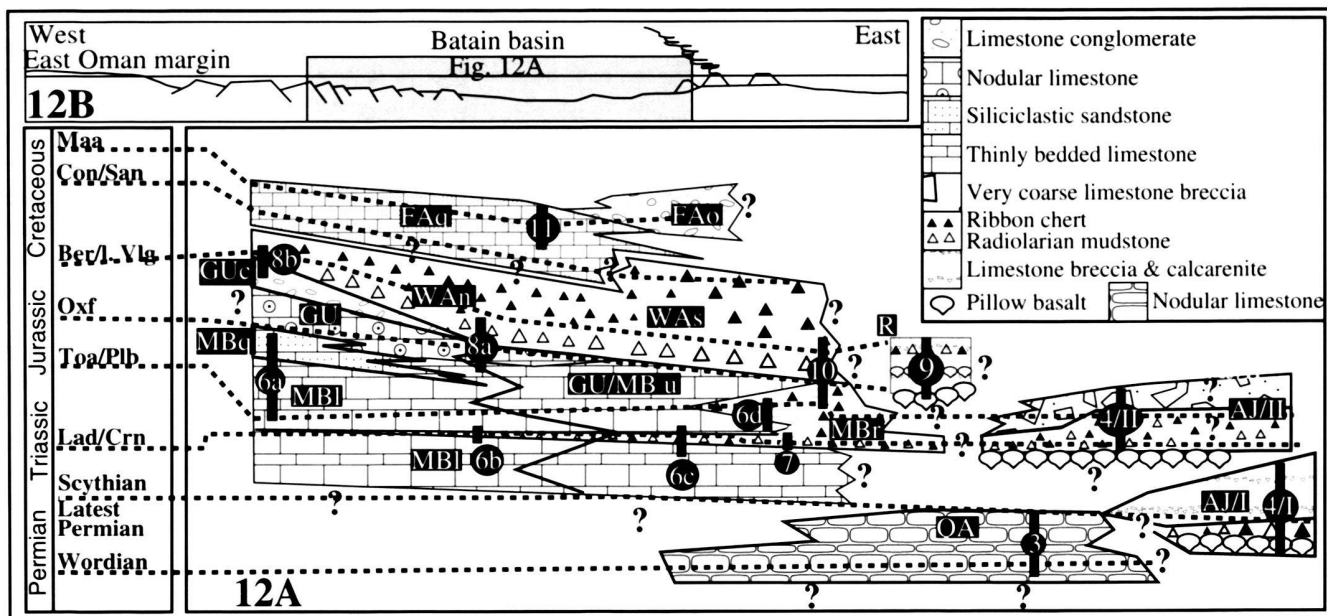 West
Batain basin
East
East Oman margin
Fig. 12A
12B
Limestone conglomerate
Nodular limestone
Siliciclastic sandstone
Thinly bedded limestone
Very coarse limestone breccia
Ribbon chert
Radiolarian mudstone
Limestone breccia & calcarenite
Pillow basalt
Nodular limestone
Cretaceous
Jurassic
Triassic
Permian
Maa
Con/San
Ber/l. Vlg
Oxf
Toa/Plb
Lad/Crn
Scythian
Latest
Permian
Wordian
FAq
11
FAo
?
?
?
?
GUc
8b
?
WAn
WAs
?
GU
R
MBq
8a
10
?
9
?
6a
MBl
GU/MB u
6d
MBr
?
?
4/II
?
AJ/II
?
MBl
6b
6c
7
?
?
?
?
?
QA
3
?
AJ/I
4/I
?
?
?
?
12A